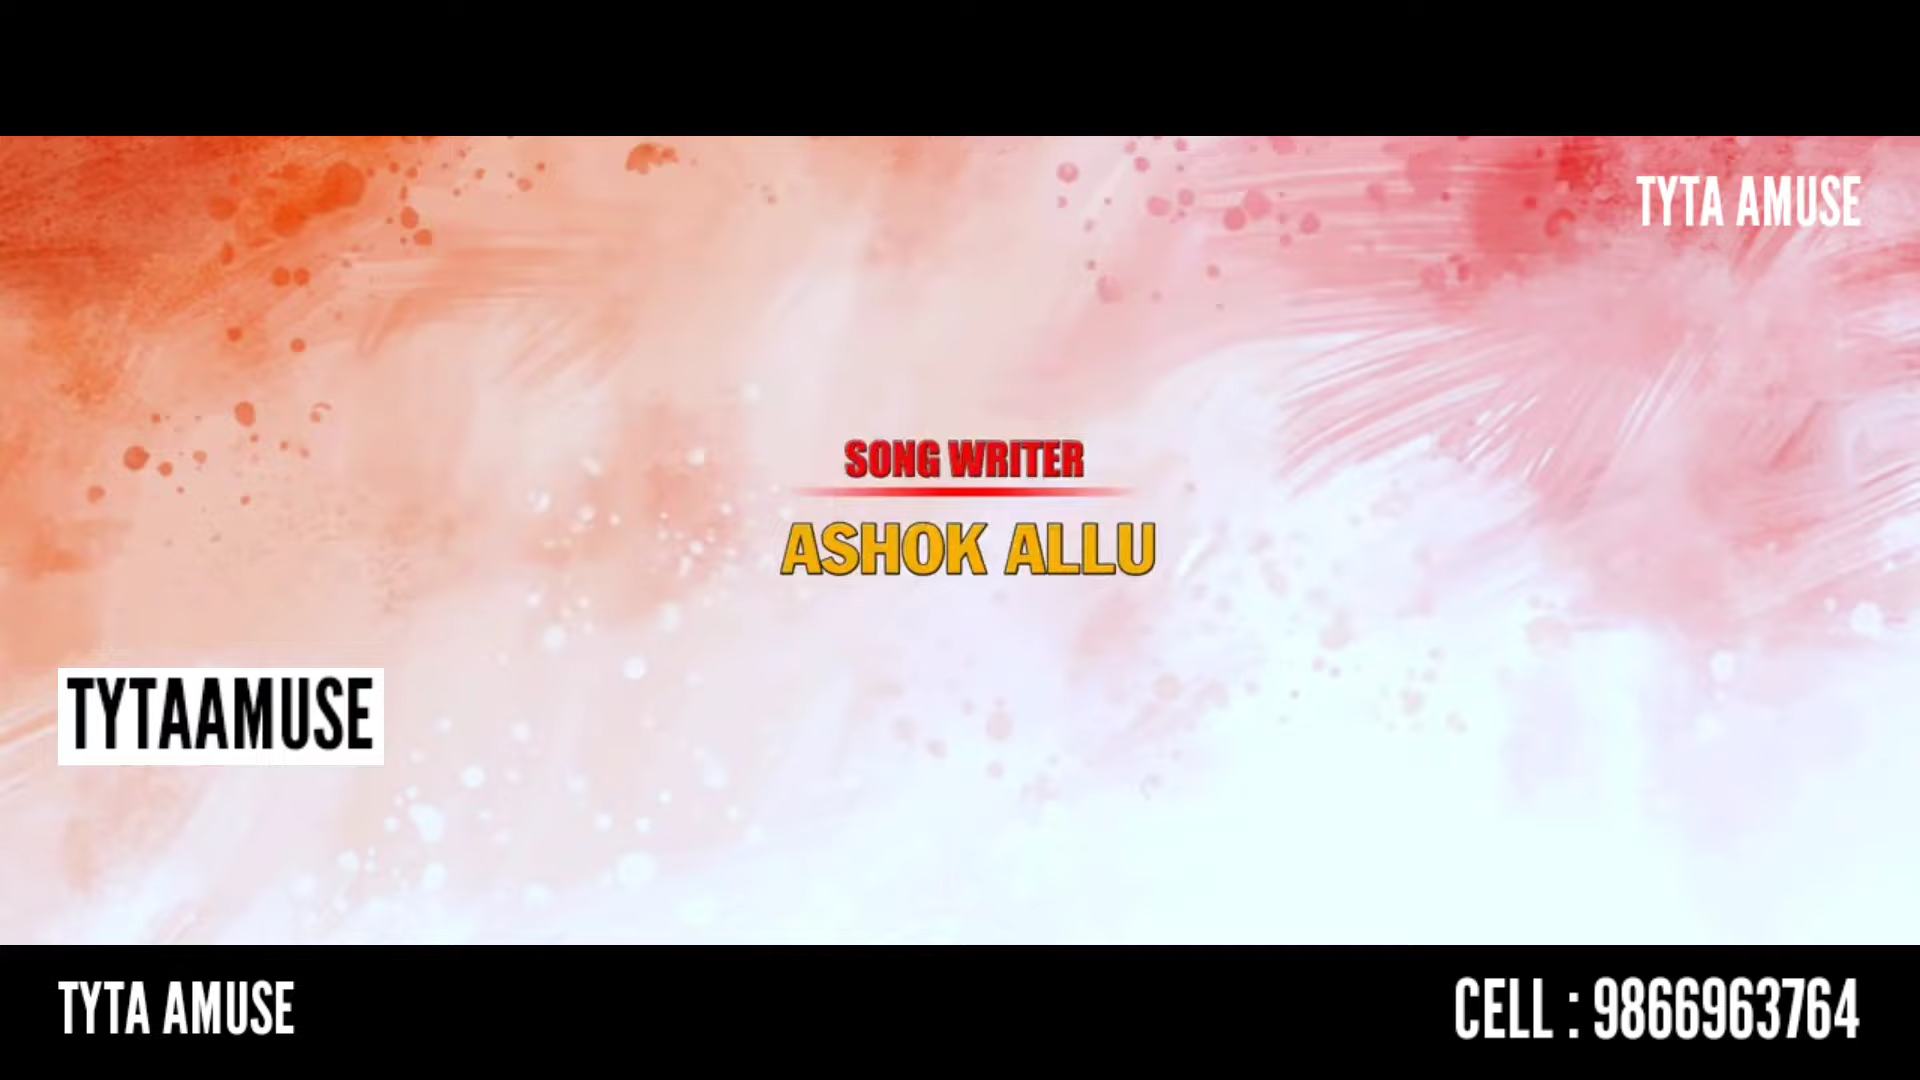 TYTA AMUSE
SONG WRITER
ASHOK ALLU
TYTAAMUSE
TYTA AMUSE
CELL : 9866963764